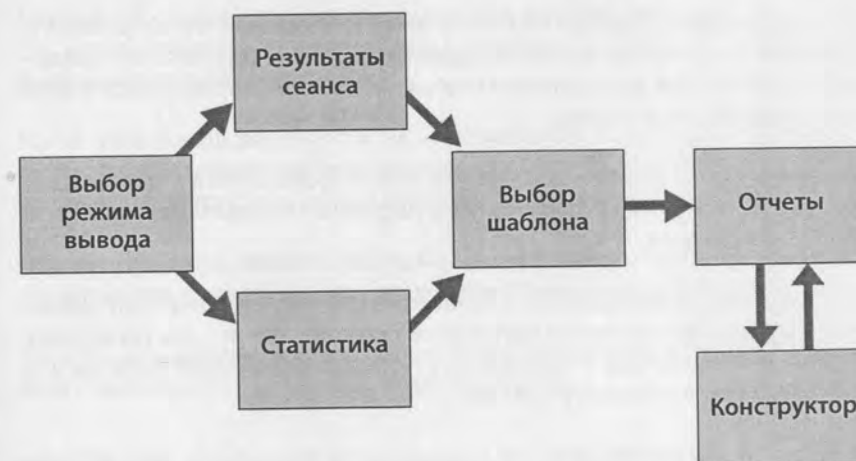 Результаты
сеанса
Выбор
режима
вывода
Выбор
шаблона
Отчеты
Статистика
Конструктор